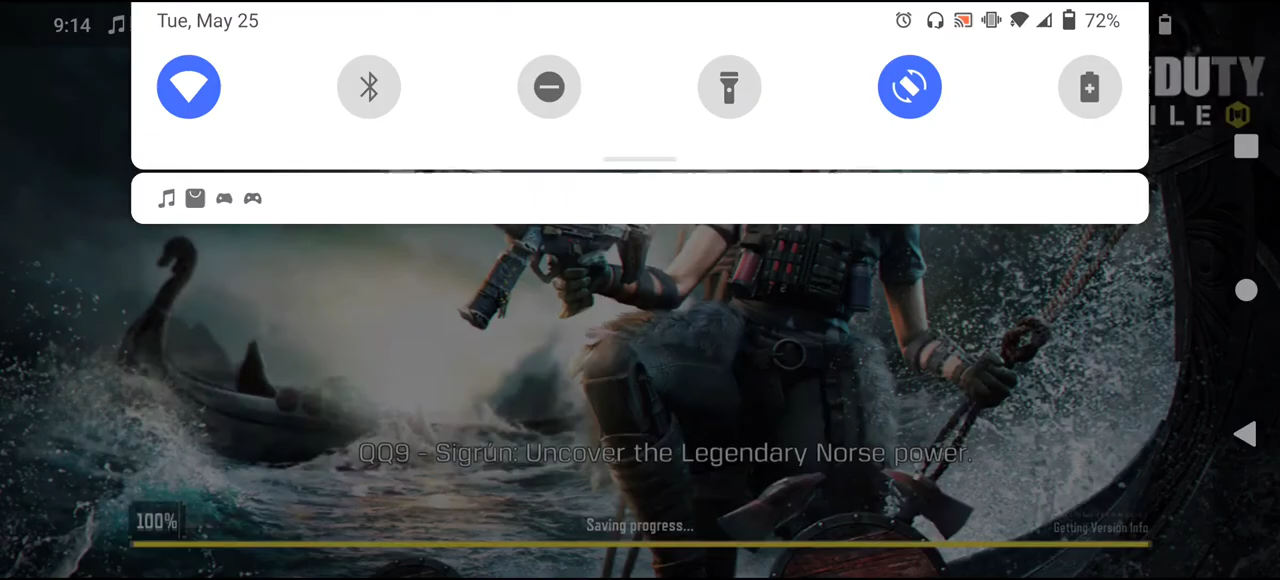 9:14
Tue, May 25
72%
DUTY
ILE
QQ9 - Sigrún: Uncover the Legendary Norse power.
100%
Saving progress...
Getting Version Info